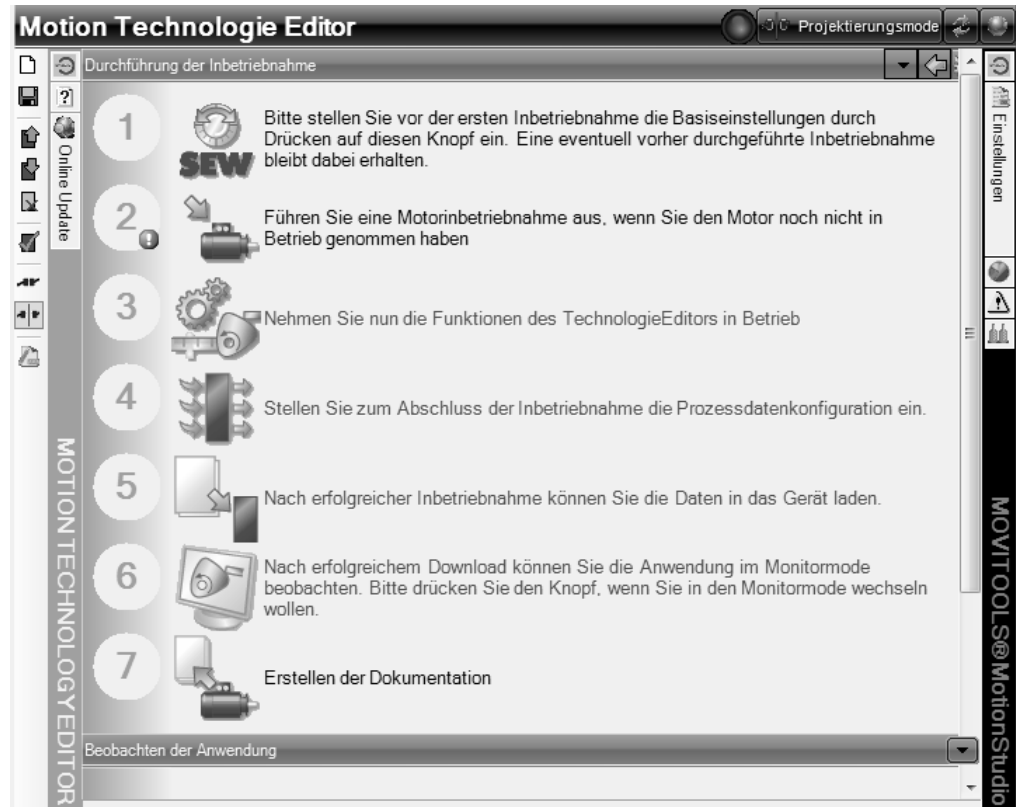 Motion Technologie Editor
Projektierungsmode
Durchführung der Inbetriebnahme
Online Update
MOTION TECHNOLOGY EDITOR
1
SEW
Bitte stellen Sie vor der ersten Inbetriebnahme die Basiseinstellungen durch
Drücken auf diesen Knopf ein. Eine eventuell vorher durchgeführte Inbetriebnahme
bleibt dabei erhalten.
2
Führen Sie eine Motorinbetriebnahme aus, wenn Sie den Motor noch nicht in
Betrieb genommen haben
3
Nehmen Sie nun die Funktionen des TechnologieEditors in Betrieb
4
Stellen Sie zum Abschluss der Inbetriebnahme die Prozessdatenkonfiguration ein.
5
Nach erfolgreicher Inbetriebnahme können Sie die Daten in das Gerät laden.
6
Nach erfolgreichem Download können Sie die Anwendung im Monitormode
beobachten. Bitte drücken Sie den Knopf, wenn Sie in den Monitormode wechseln
wollen.
7
Erstellen der Dokumentation
Beobachten der Anwendung
Einstellungen
MOVITOOLS®MotionStudio